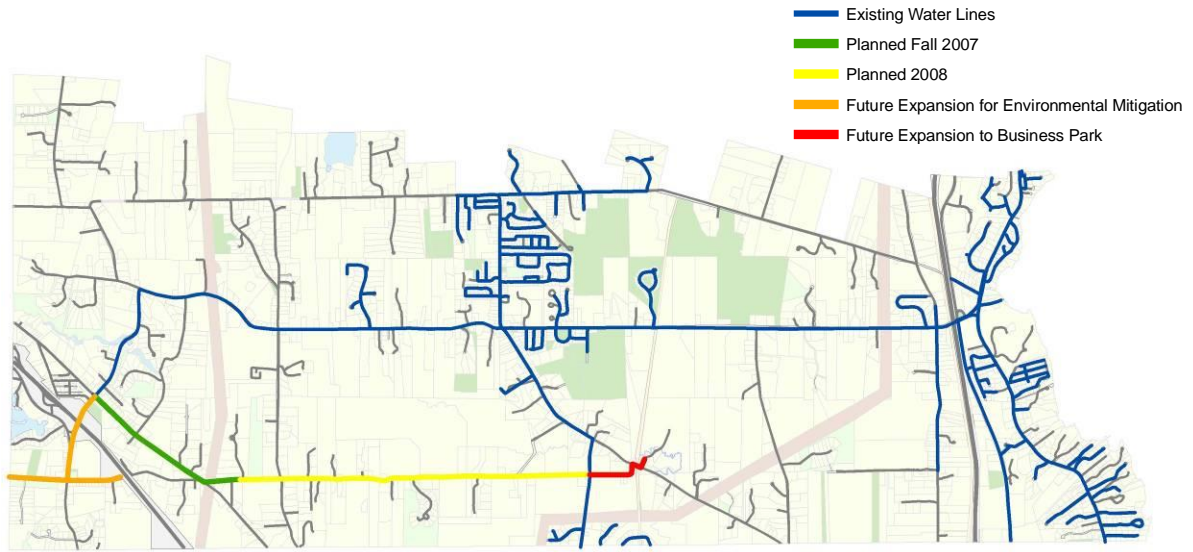 Existing Water Lines
Planned Fall 2007
Planned 2008
Future Expansion for Environmental Mitigation
Future Expansion to Business Park